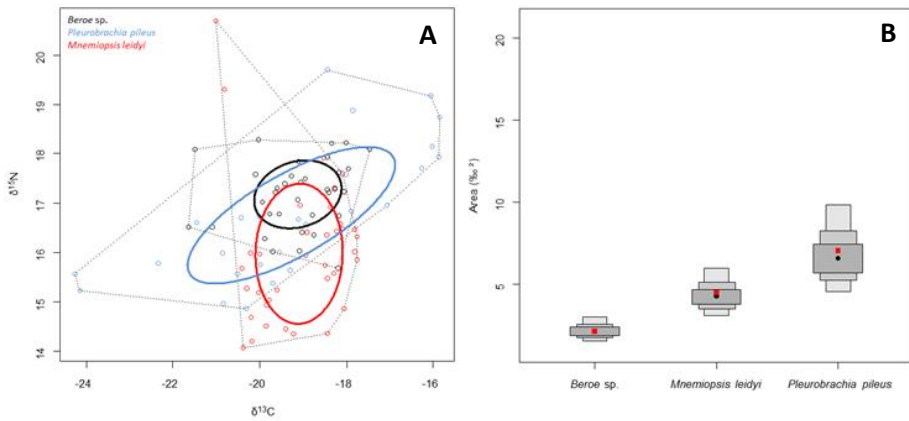 Beroe sp.
Pleurobrachia pileus
Mnemiopsis leidyi
A
20
19
18
17
16
15
14
δ¹⁵N
-24
-22
-20
-18
-16
δ¹³C
B
20
15
10
5
Area (‰ ²)
Beroe sp.
Mnemiopsis leidyi
Pleurobrachia pileus